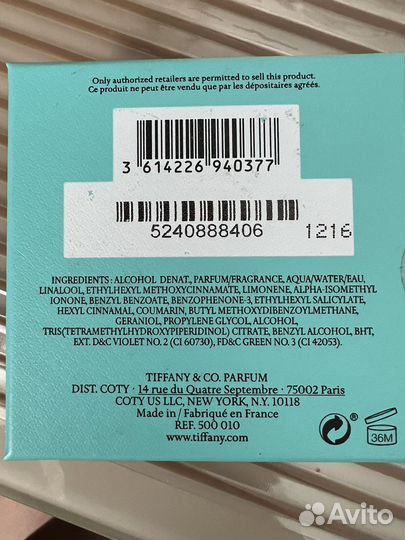 Only authorized retailers are permitted to sell this product.
Ce produit ne peut être vendu que par les dépositaires agréés.
3 614226 940377
5240888406
1216
INGREDIENTS : ALCOHOL DENAT., PARFUM/FRAGRANCE, AQUA/WATER/EAU,
LINALOOL, ETHYLHEXYL METHOXYCINNAMATE, LIMONENE, ALPHA-ISOMETHYL
IONONE, BENZYL BENZOATE, BENZOPHENONE-3, ETHYLHEXYL SALICYLATE,
HEXYL CINNAMAL, COUMARIN, BUTYL METHOXYDIBENZOYLMETHANE,
GERANIOL, PROPYLENE GLYCOL, ALCOHOL,
TRIS(TETRAMETHYLHYDROXYPIPERIDINOL) CITRATE, BENZYL ALCOHOL, BHT,
EXT. D&C VIOLET NO. 2 (CI 60730), FD&C GREEN NO. 3 (CI 42053).
TIFFANY & CO. PARFUM
DIST. COTY · 14 rue du Quatre Septembre · 75002 Paris
COTY US LLC, NEW YORK, N.Y. 10118
Made in / Fabriqué en France
REF. 500 010
www.tiffany.com
36M
Avito